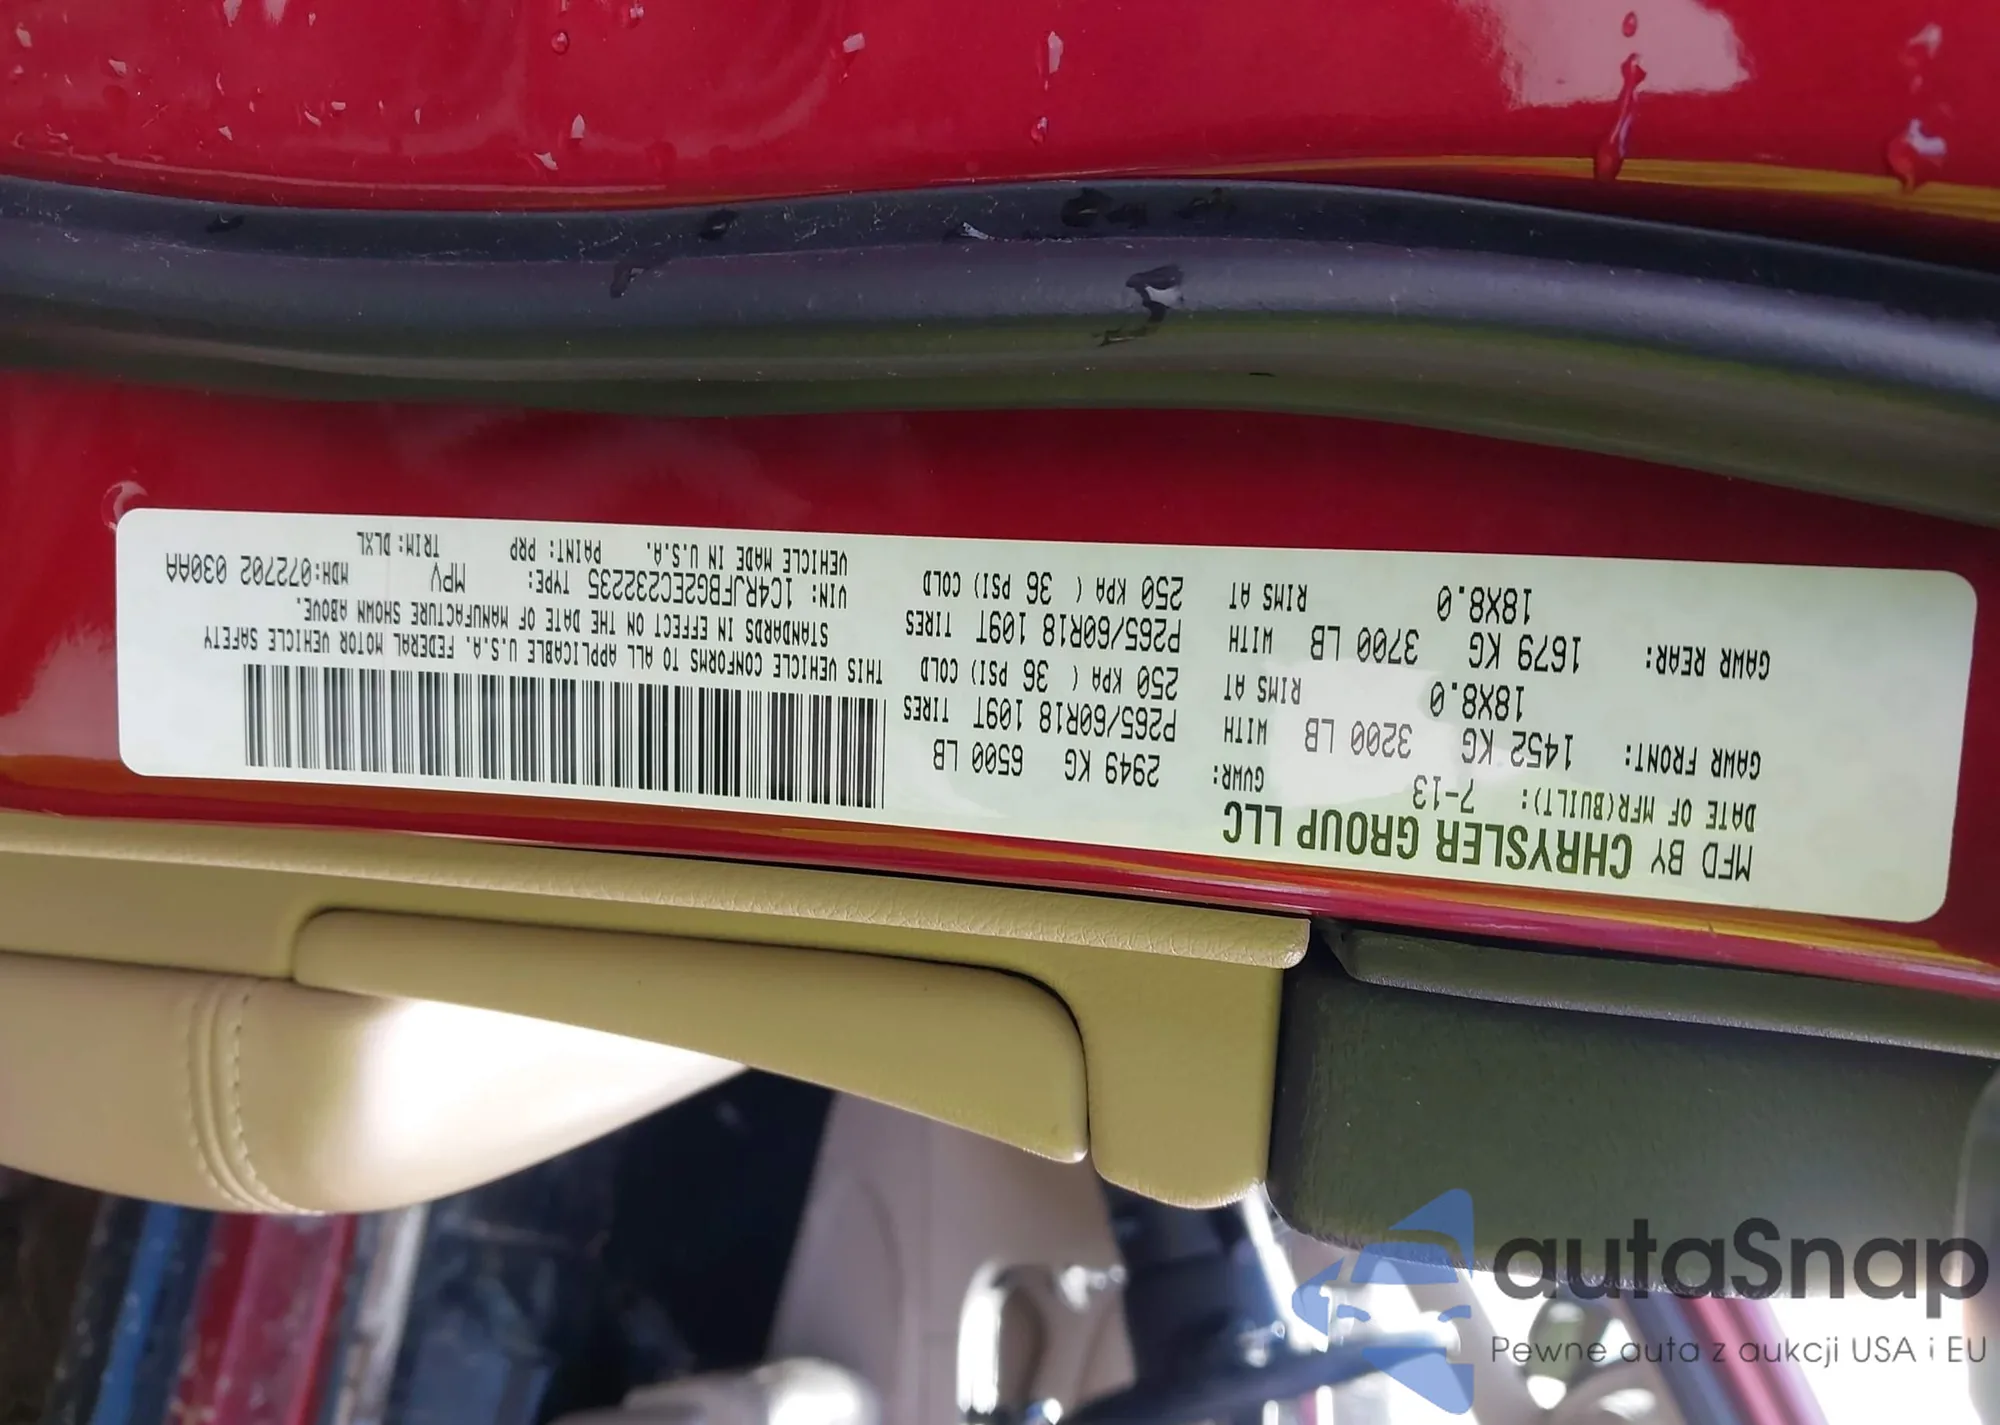 MFD BY CHRYSLER GROUP LLC
DATE OF MFR(BUILT): 7-13 GVWR: 2949 KG 6500 LB
GAWR FRONT: 1452 KG 3200 LB WITH P265/60R18 109T TIRES
18X8.0 RIMS AT 250 KPA ( 36 PSI) COLD
GAWR REAR: 1679 KG 3700 LB WITH P265/60R18 109T TIRES
18X8.0 RIMS AT 250 KPA ( 36 PSI) COLD
THIS VEHICLE CONFORMS TO ALL APPLICABLE U.S.A. FEDERAL MOTOR VEHICLE SAFETY
STANDARDS IN EFFECT ON THE DATE OF MANUFACTURE SHOWN ABOVE.
VIN: 1C4RJFBG2EC232235 TYPE: MPV MDH:072702 030AA
VEHICLE MADE IN U.S.A. PAINT: PRP TRIM: DLXL
autaSnap
Pewne auta z aukcji USA i EU